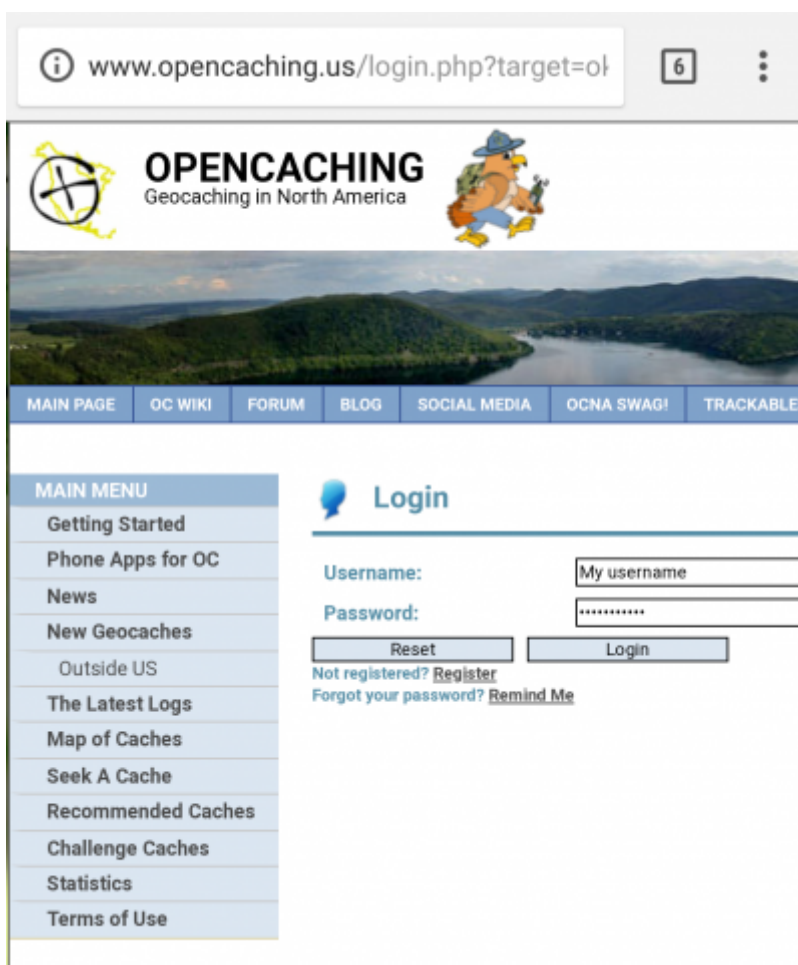 www.opencaching.us/login.php?target=ok
6
OPENCACHING
Geocaching in North America
MAIN PAGE OC WIKI FORUM BLOG SOCIAL MEDIA OCNA SWAG! TRACKABLE
MAIN MENU
Getting Started
Phone Apps for OC
News
New Geocaches
Outside US
The Latest Logs
Map of Caches
Seek A Cache
Recommended Caches
Challenge Caches
Statistics
Terms of Use
Login
Username: My username
Password: •••••••••••
Reset Login
Not registered? Register
Forgot your password? Remind Me